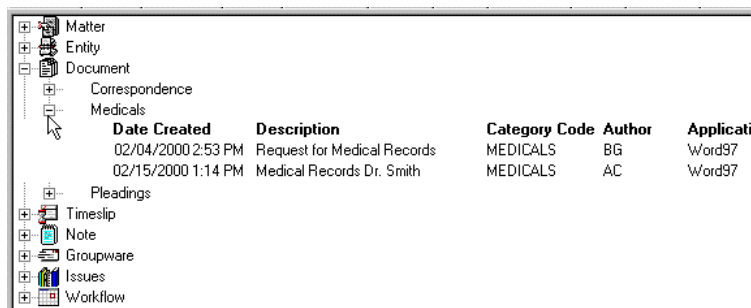 Matter
Entity
Document
Correspondence
Medicals
Date Created Description Category Code Author Applicati
02/04/2000 2:53 PM Request for Medical Records MEDICALS BG Word97
02/15/2000 1:14 PM Medical Records Dr. Smith MEDICALS AC Word97
Pleadings
Timeslip
Note
Groupware
Issues
Workflow